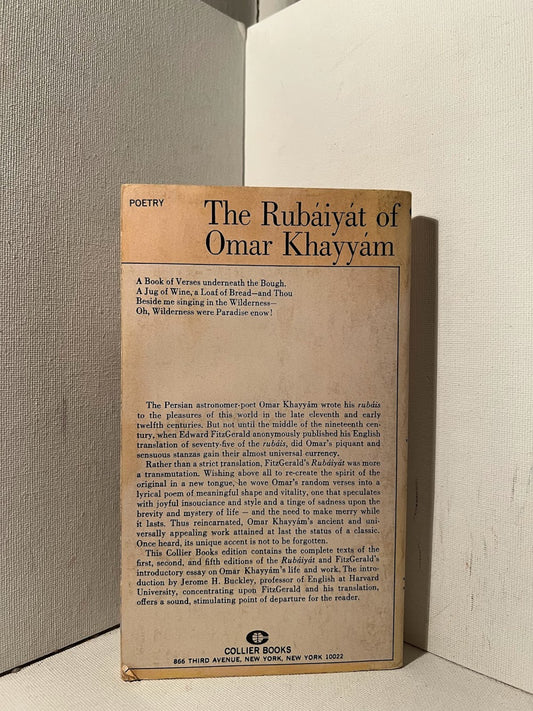 POETRY
The Rubáiyát of
Omar Khayyám
A Book of Verses underneath the Bough.
A Jug of Wine, a Loaf of Bread—and Thou
Beside me singing in the Wilderness—
Oh, Wilderness were Paradise enow!
The Persian astronomer-poet Omar Khayyám wrote his rubáis
to the pleasures of this world in the late eleventh and early
twelfth centuries. But not until the middle of the nineteenth cen-
tury, when Edward FitzGerald anonymously published his English
translation of seventy-five of the rubáis, did Omar's piquant and
sensuous stanzas gain their almost universal currency.
Rather than a strict translation, FitzGerald's Rubáiyát was more
a transmutation. Wishing above all to re-create the spirit of the
original in a new tongue, he wove Omar's random verses into a
lyrical poem of meaningful shape and vitality, one that speculates
with joyful insouciance and style and a tinge of sadness upon the
brevity and mystery of life — and the need to make merry while
it lasts. Thus reincarnated, Omar Khayyám's ancient and uni-
versally appealing work attained at last the status of a classic.
Once heard, its unique accent is not to be forgotten.
This Collier Books edition contains the complete texts of the
first, second, and fifth editions of the Rubáiyát and FitzGerald's
introductory essay on Omar Khayyám's life and work. The intro-
duction by Jerome H. Buckley, professor of English at Harvard
University, concentrating upon FitzGerald and his translation,
offers a sound, stimulating point of departure for the reader.
COLLIER BOOKS
866 THIRD AVENUE, NEW YORK, NEW YORK 10022